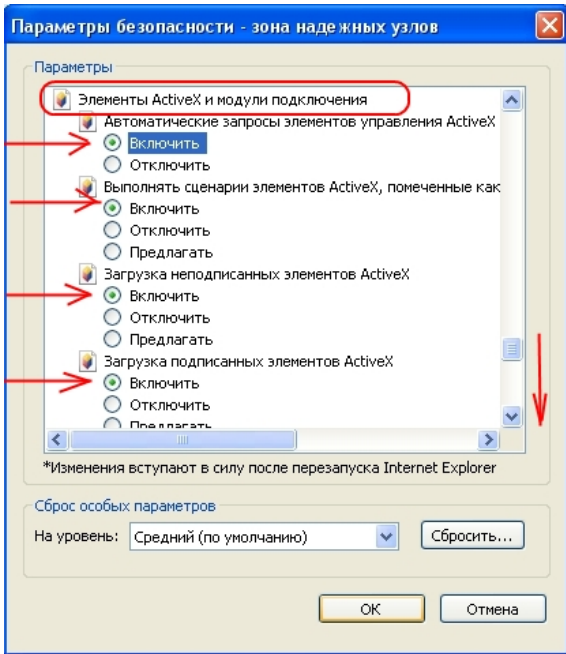 Параметры безопасности - зона надежных узлов
Параметры
Элементы ActiveX и модули подключения
Автоматические запросы элементов управления ActiveX
Включить
Отключить
Выполнять сценарии элементов ActiveX, помеченные как
Включить
Отключить
Предлагать
Загрузка неподписанных элементов ActiveX
Включить
Отключить
Предлагать
Загрузка подписанных элементов ActiveX
Включить
Отключить
Предлагать
*Изменения вступают в силу после перезапуска Internet Explorer
Сброс особых параметров
На уровень: Средний (по умолчанию) Сбросить...
ОК Отмена